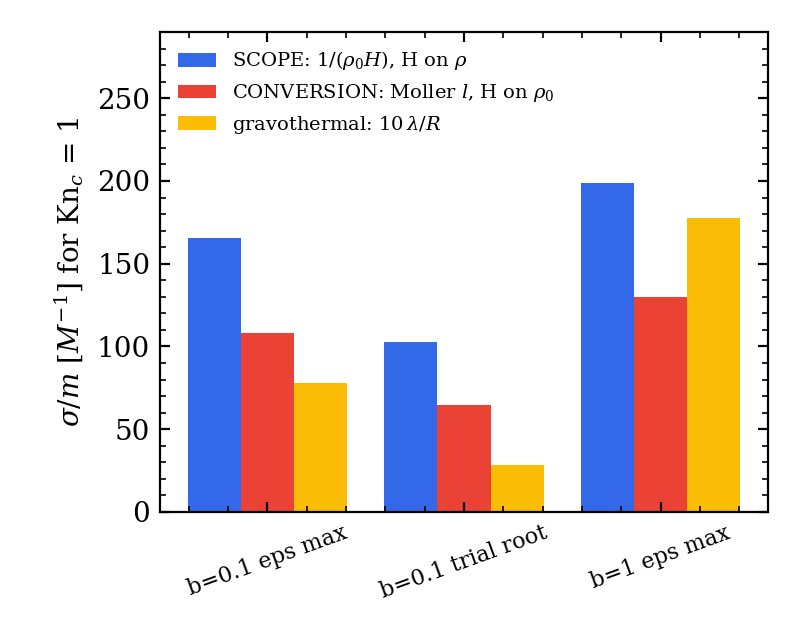 SCOPE: 1/(ρ₀H), H on ρ
CONVERSION: Moller l, H on ρ₀
gravothermal: 10 λ/R
σ/m [M⁻¹] for Kn_c = 1
250
200
150
100
50
0
b=0.1 eps max
b=0.1 trial root
b=1 eps max